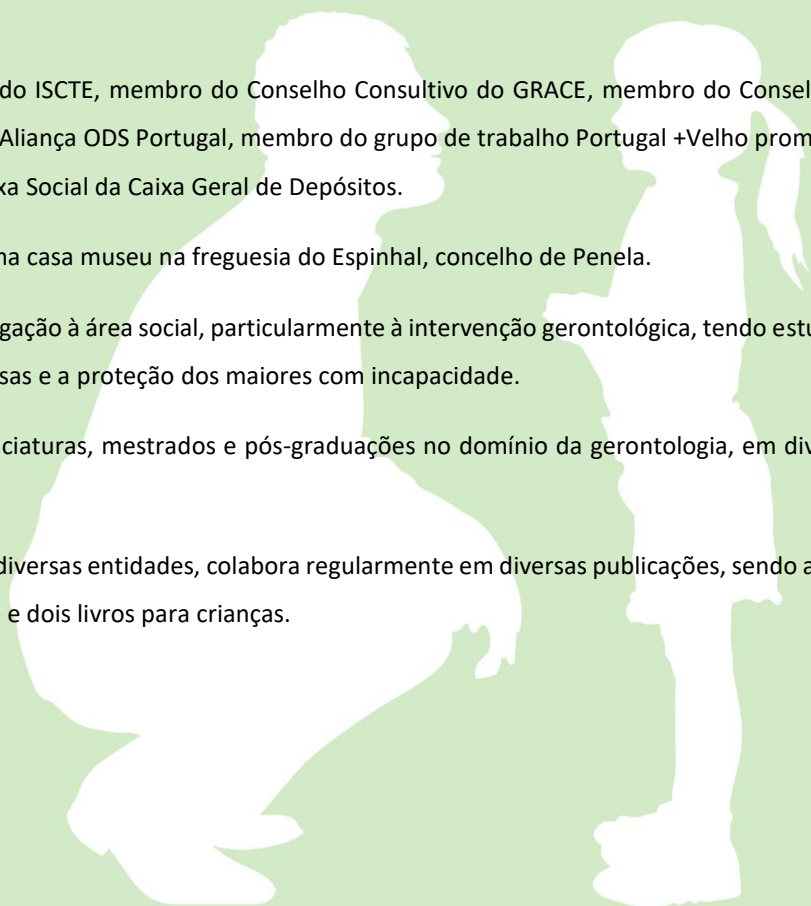 do ISCTE, membro do Conselho Consultivo do GRACE, membro do Consel
Aliança ODS Portugal, membro do grupo de trabalho Portugal +Velho prom
xa Social da Caixa Geral de Depósitos.
na casa museu na freguesia do Espinhal, concelho de Penela.
gação à área social, particularmente à intervenção gerontológica, tendo estu
sas e a proteção dos maiores com incapacidade.
ciaturas, mestrados e pós-graduações no domínio da gerontologia, em div
diversas entidades, colabora regularmente em diversas publicações, sendo a
e dois livros para crianças.